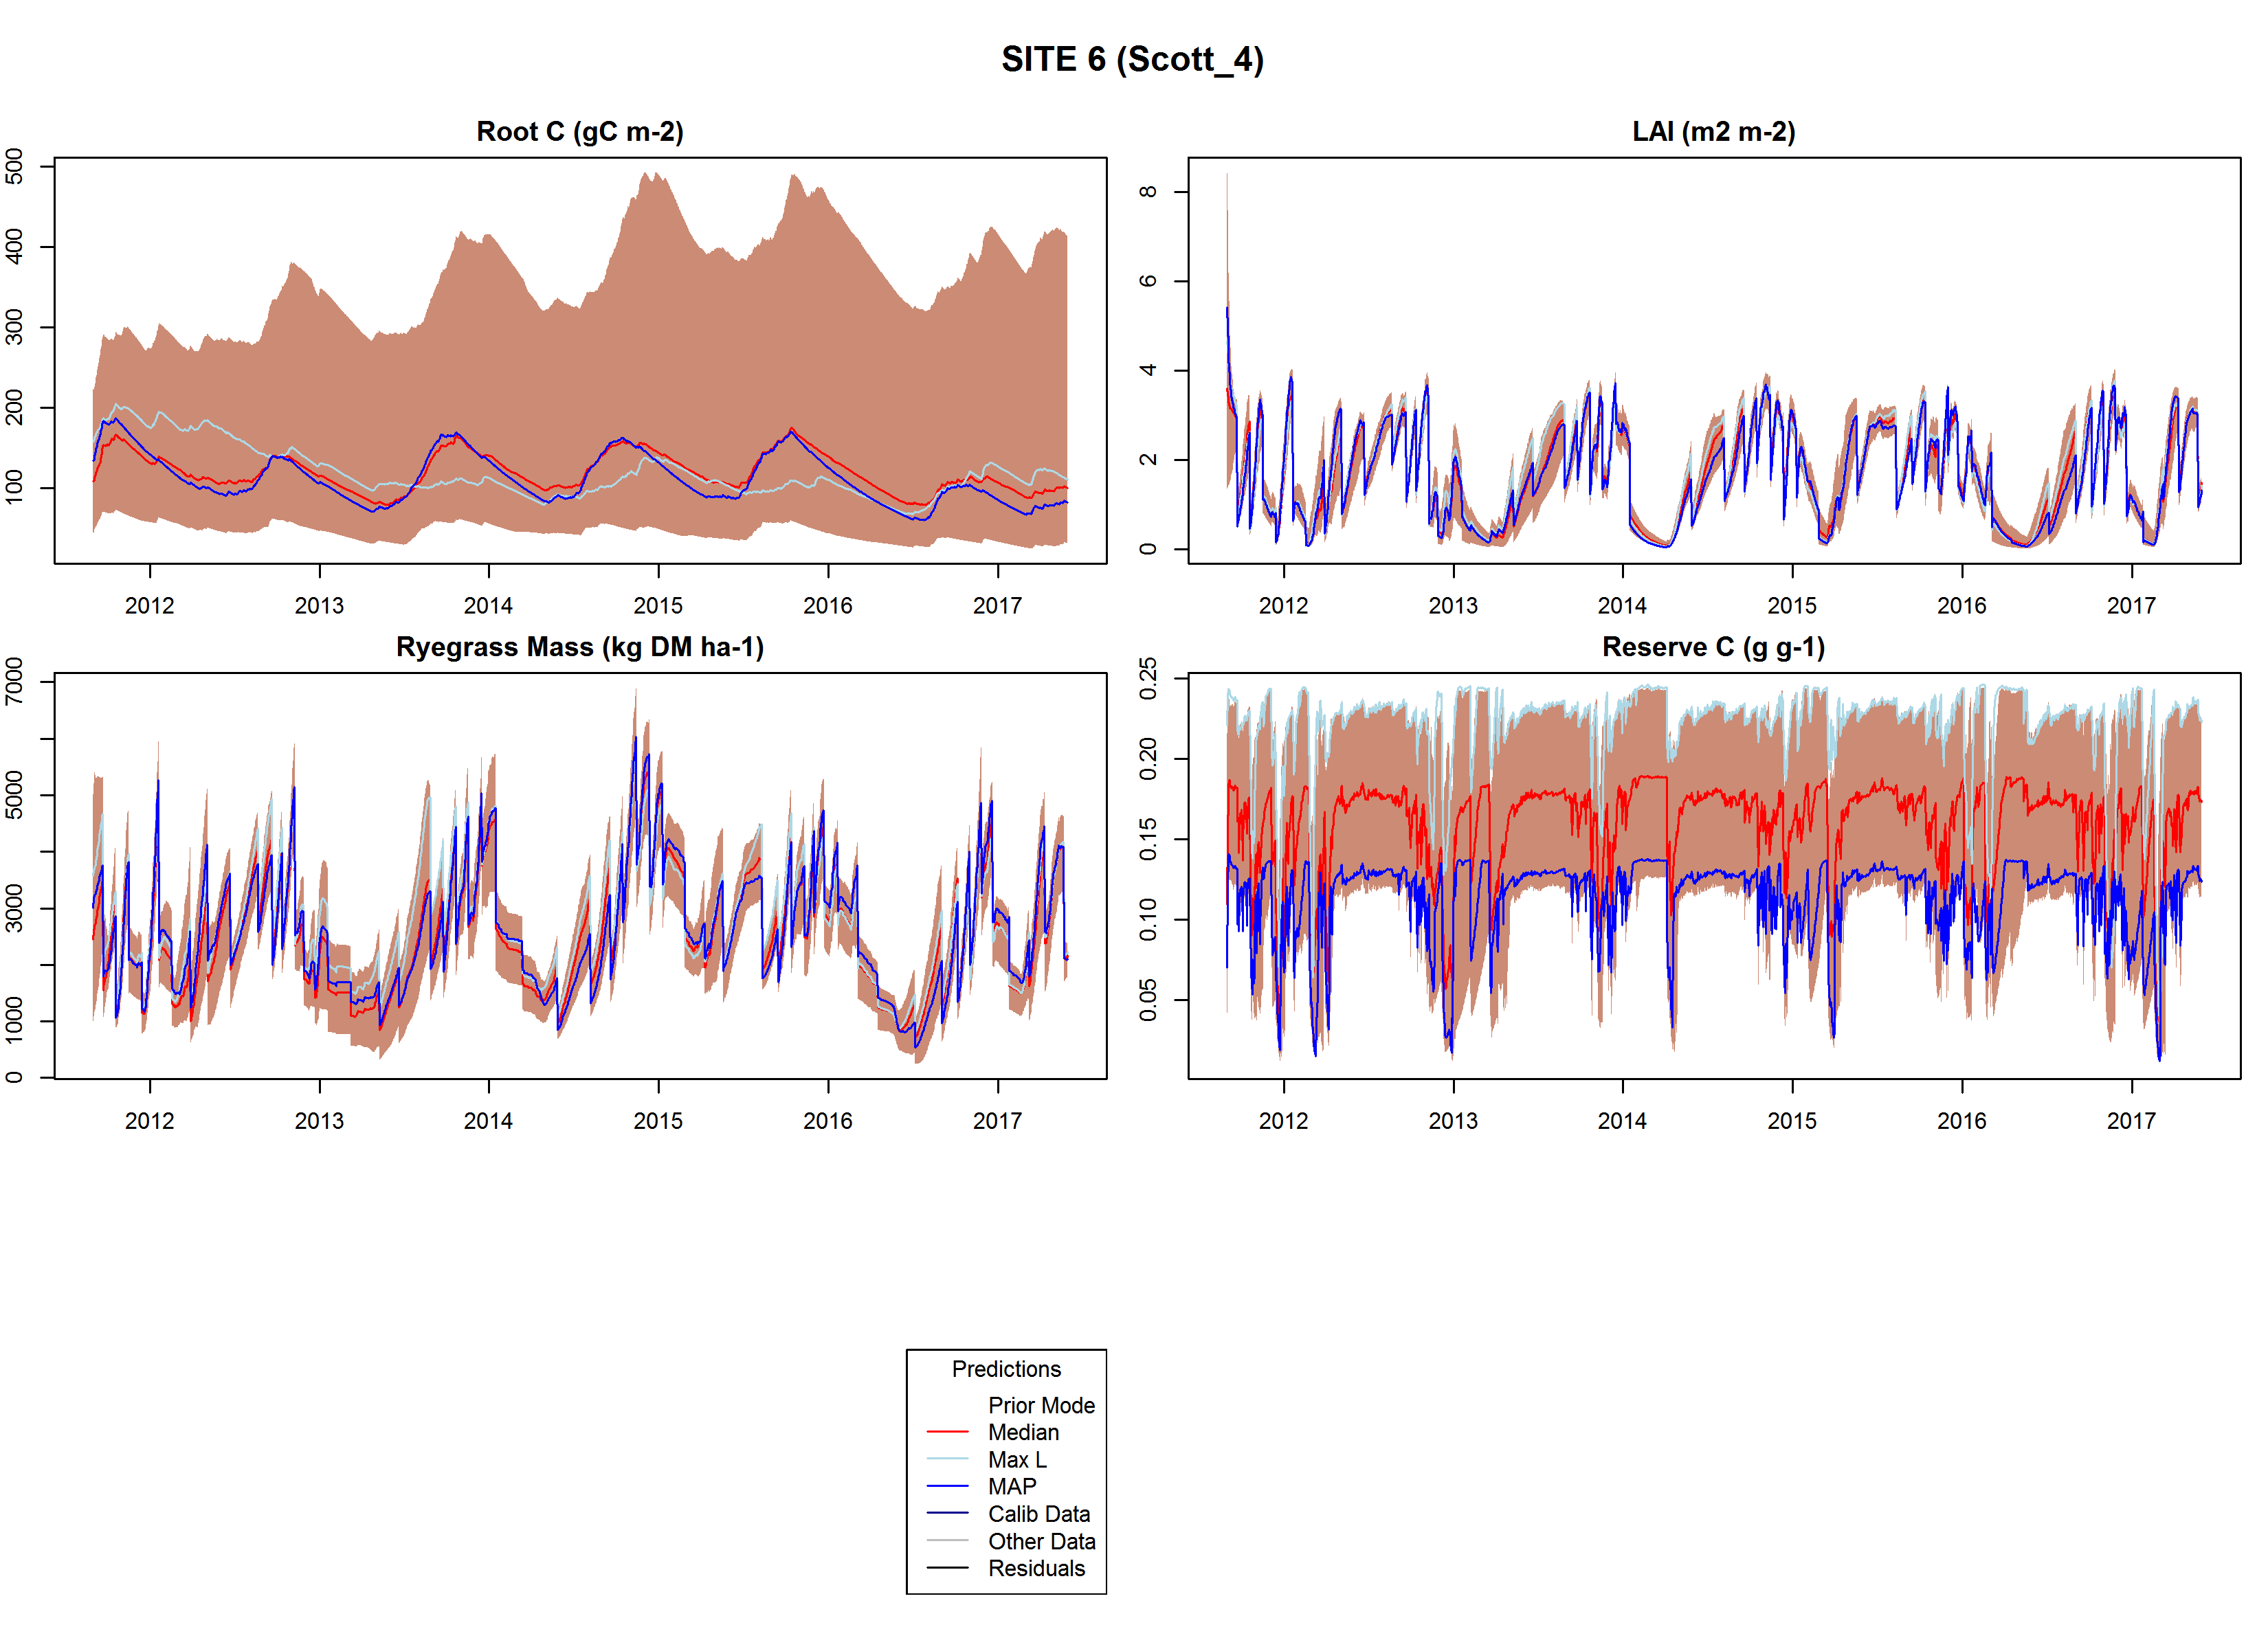 SITE 6 (Scott_4)
Root C (gC m-2)
500
400
300
200
100
2012 2013 2014 2015 2016 2017
LAI (m2 m-2)
8
6
4
2
0
2012 2013 2014 2015 2016 2017
Ryegrass Mass (kg DM ha-1)
7000
5000
3000
1000
0
2012 2013 2014 2015 2016 2017
Reserve C (g g-1)
0.25
0.20
0.15
0.10
0.05
2012 2013 2014 2015 2016 2017
Predictions
Prior Mode
Median
Max L
MAP
Calib Data
Other Data
Residuals